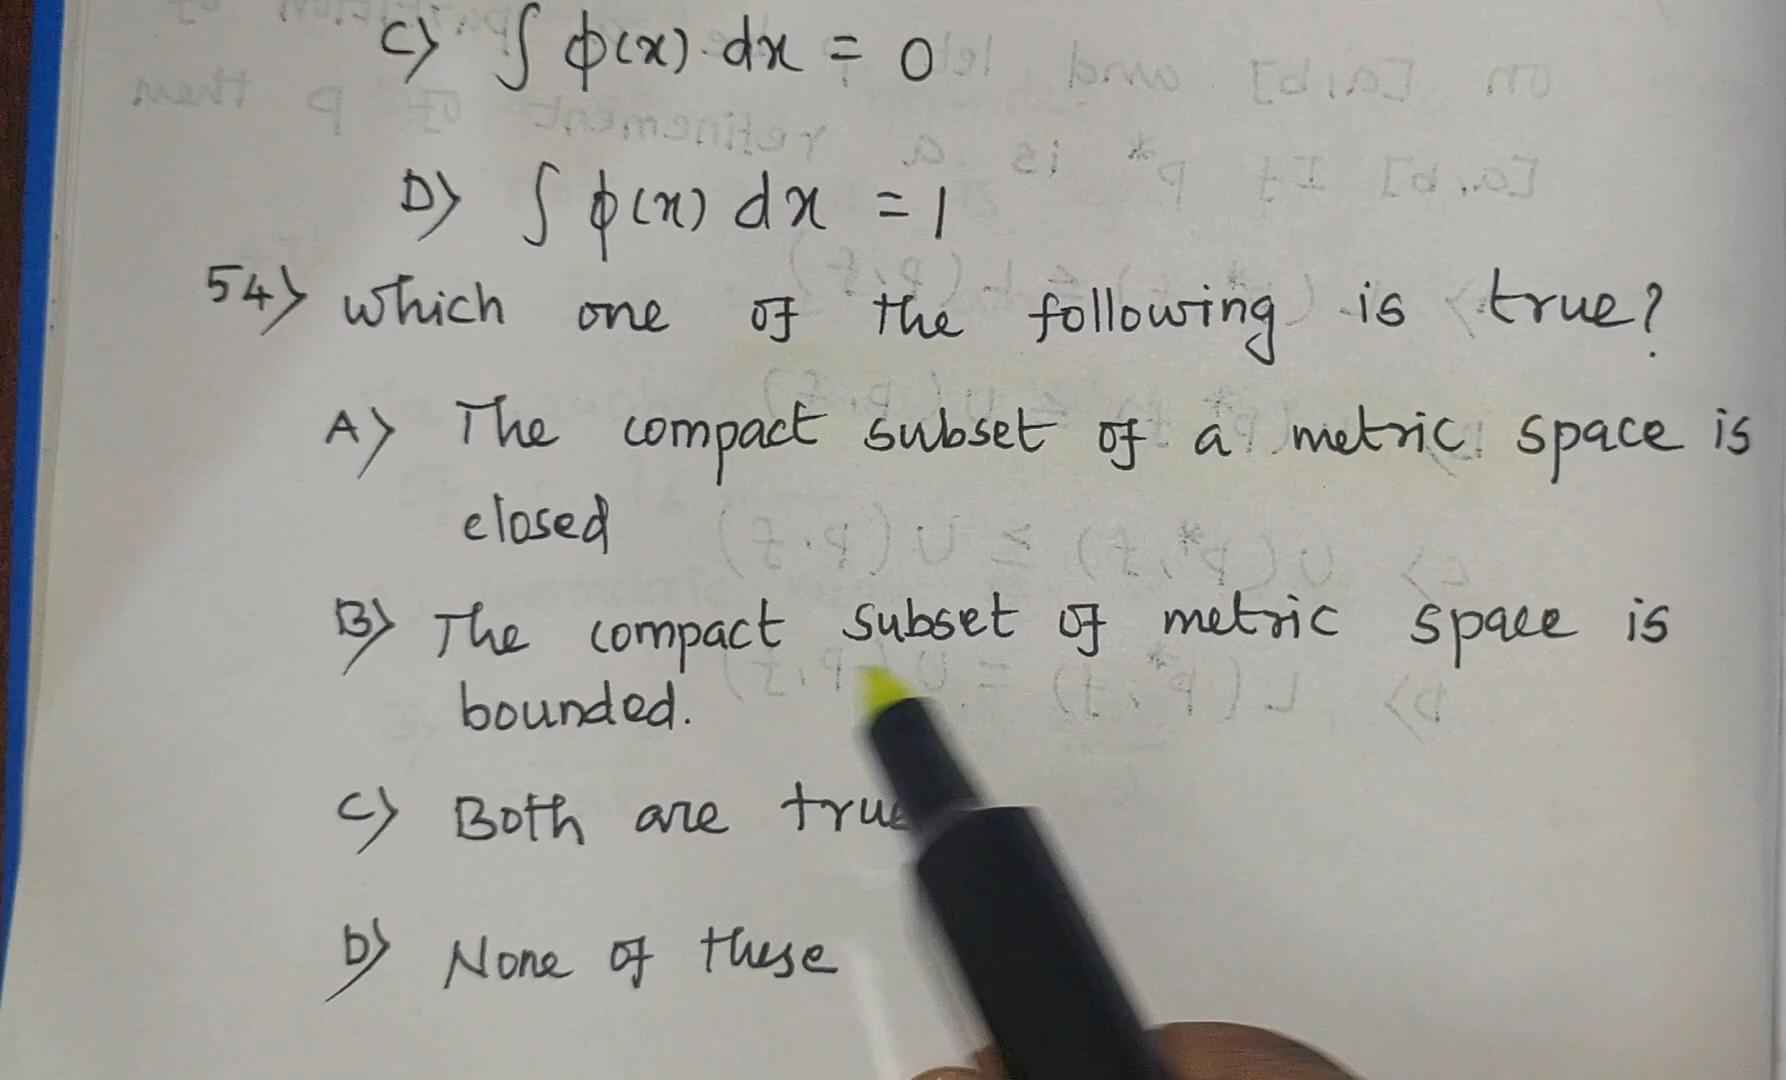 C) ∫ ϕ(x). dx = 0
D) ∫ ϕ(x) dx = 1
54) Which one of the following is true?
A) The compact subset of a metric space is
closed
B) The compact subset of metric space is
bounded.
C) Both are true
D) None of these